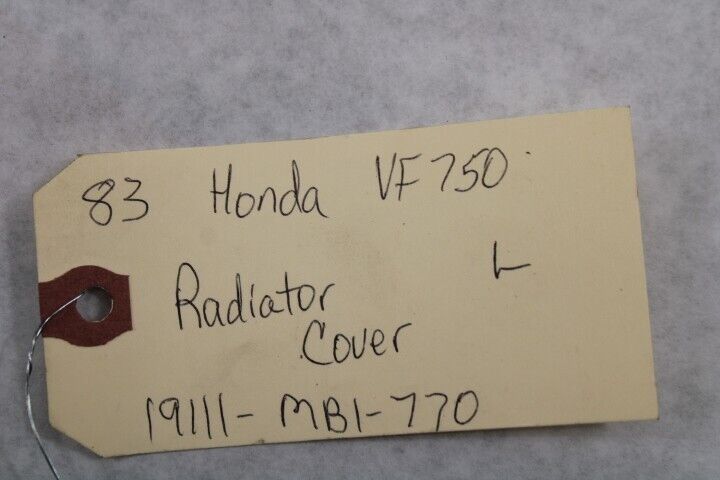 83 Honda VF750
Radiator L
Cover
19111-MB1-770